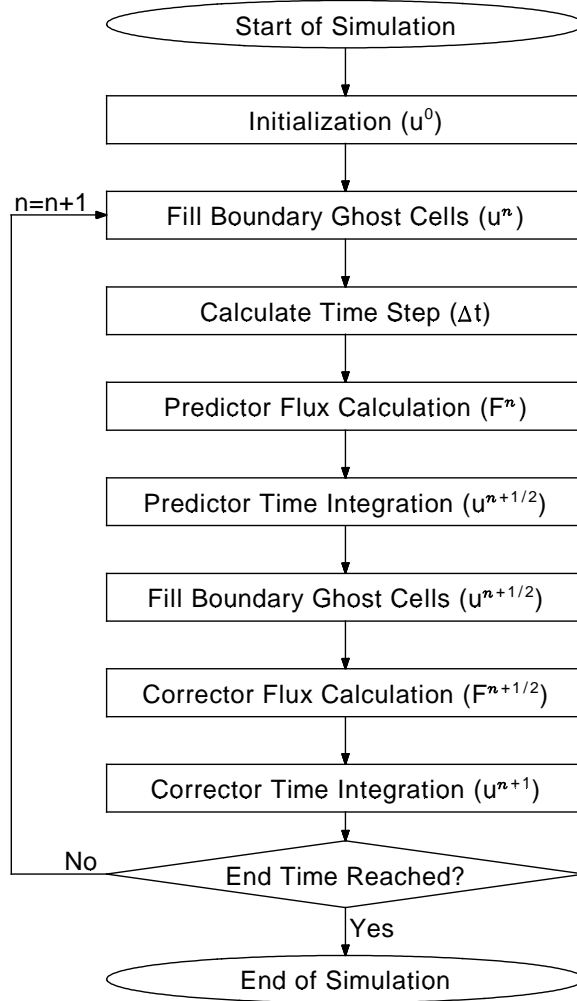 Start of Simulation
Initialization (u⁰)
n=n+1
Fill Boundary Ghost Cells (uⁿ)
Calculate Time Step (Δt)
Predictor Flux Calculation (Fⁿ)
Predictor Time Integration (uⁿ⁺¹/²)
Fill Boundary Ghost Cells (uⁿ⁺¹/²)
Corrector Flux Calculation (Fⁿ⁺¹/²)
Corrector Time Integration (uⁿ⁺¹)
No
End Time Reached?
Yes
End of Simulation